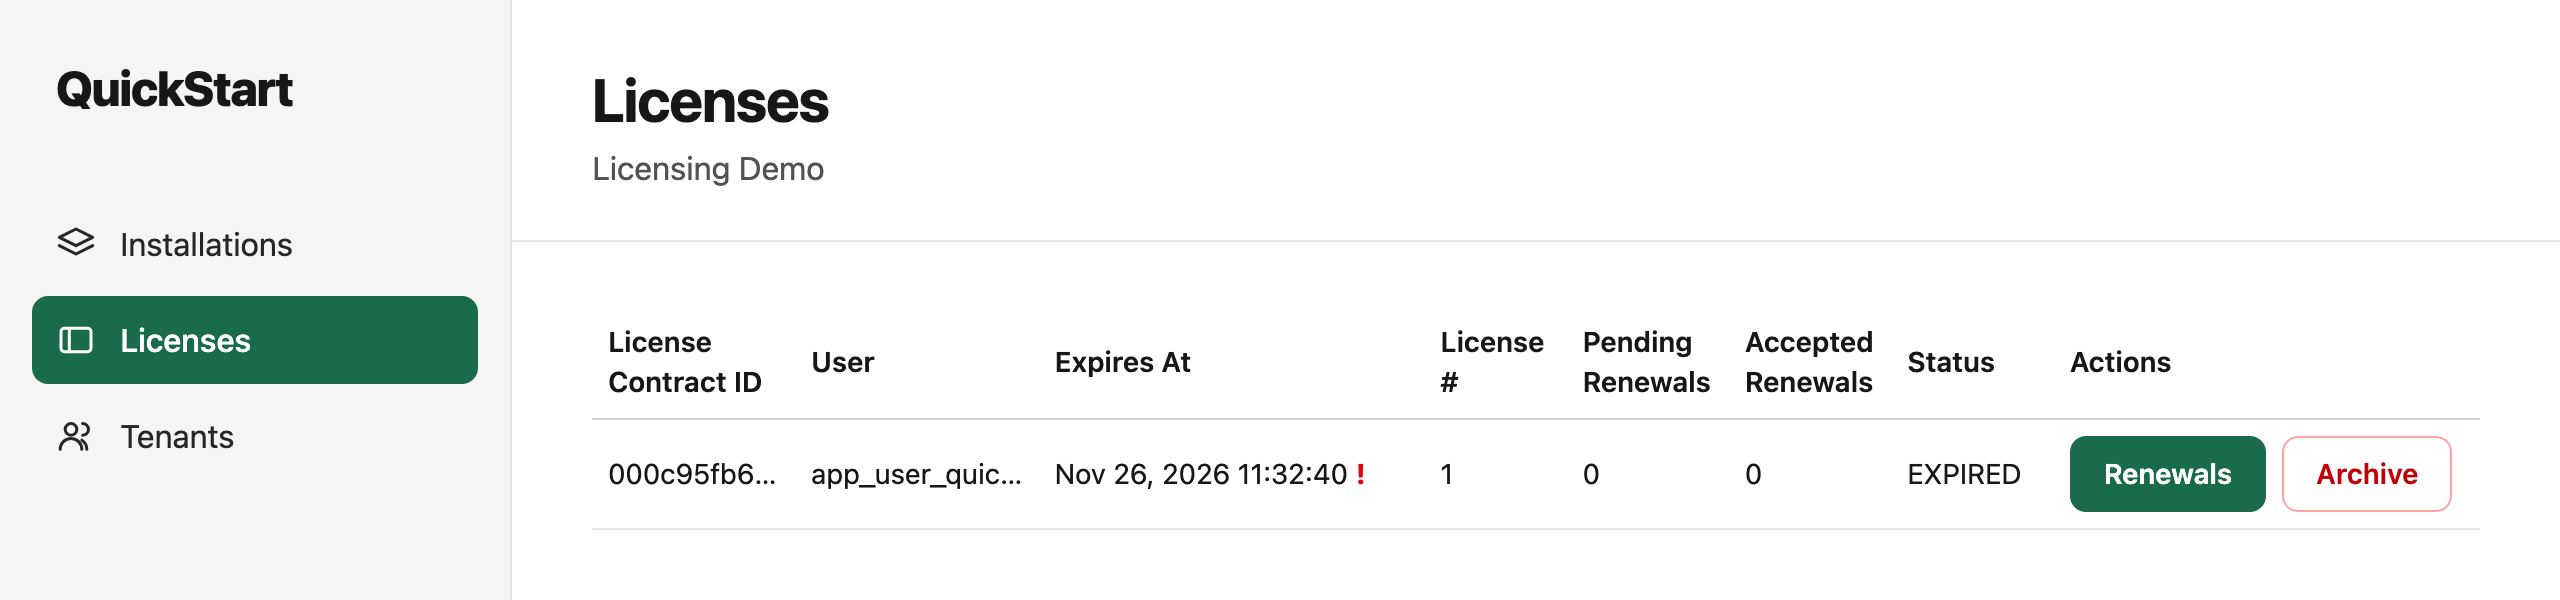 QuickStart
Installations
Licenses
Tenants
Licenses
Licensing Demo
License Contract ID
User
Expires At
License #
Pending Renewals
Accepted Renewals
Status
Actions
000c95fb6...
app_user_quic...
Nov 26, 2026 11:32:40 !
1
0
0
EXPIRED
Renewals
Archive